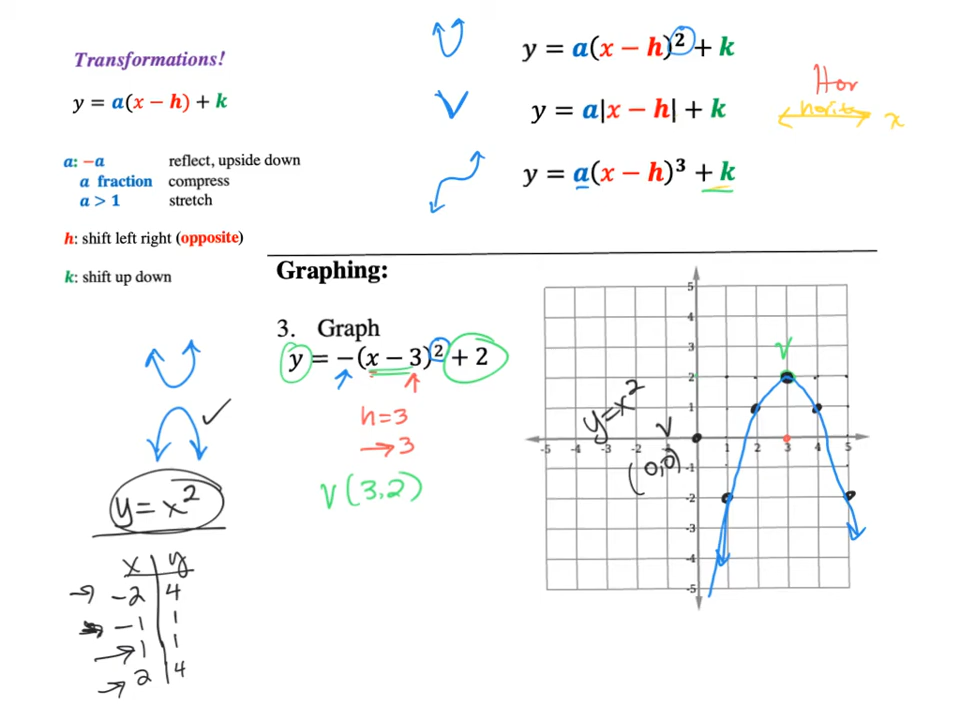 Transformations!
y = a(x − h) + k
a: −a reflect, upside down
a fraction compress
a > 1 stretch
h: shift left right (opposite)
k: shift up down
y = a(x − h)² + k
y = a|x − h| + k
y = a(x − h)³ + k
Hor
horiz
x
Graphing:
3. Graph
y = −(x − 3)² + 2
h=3
→3
V(3,2)
y=x²
x y
-2 4
-1 1
1 1
2 4
y=x²
V
(0,0)
V
5
4
3
2
1
-5 -4 -3 -2 -1 1 2 3 4 5
-1
-2
-3
-4
-5